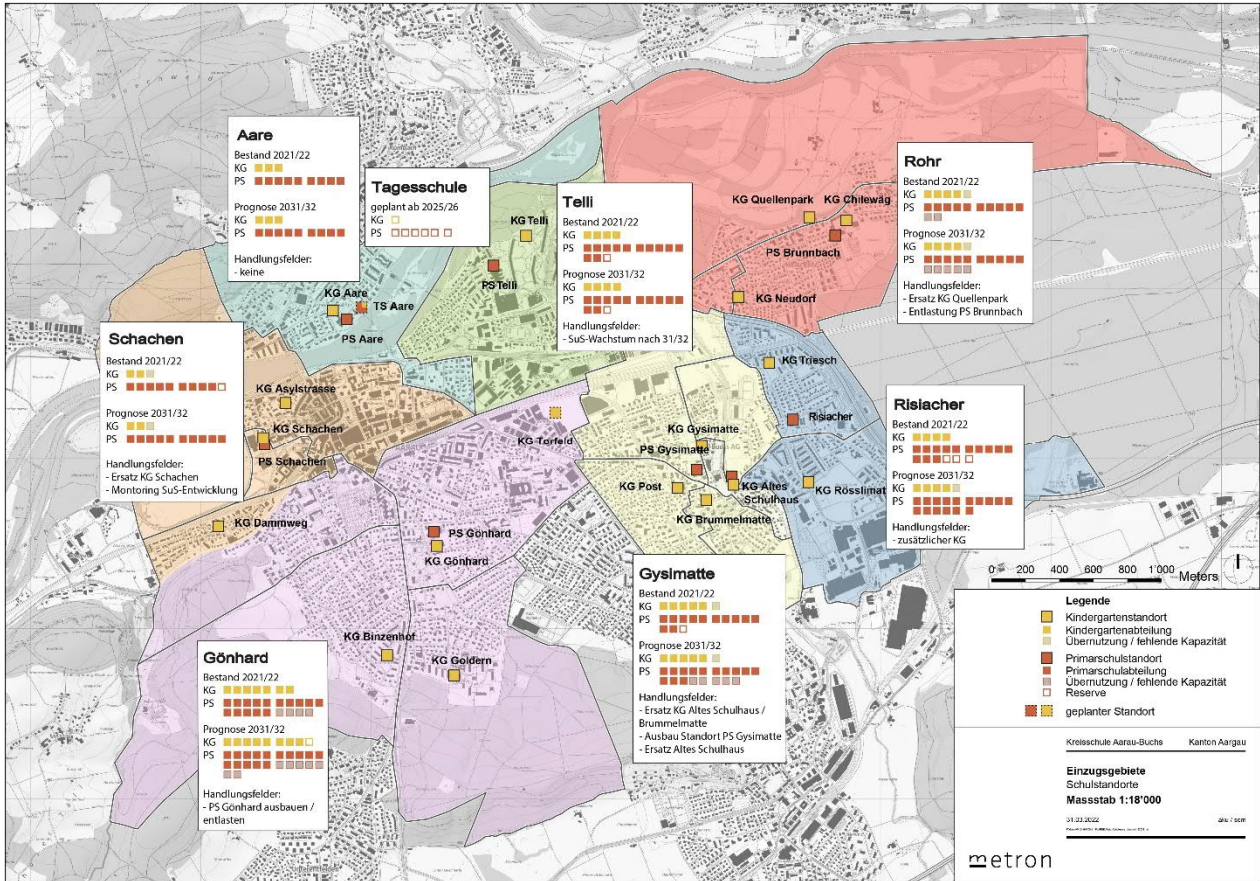 Aare
Bestand 2021/22
KG
PS
Prognose 2031/32
KG
PS
Handlungsfelder:
- keine
Tagesschule
geplant ab 2025/26
KG
PS
Telli
Bestand 2021/22
KG
PS
Prognose 2031/32
KG
PS
Handlungsfelder:
- SuS-Wachstum nach 31/32
Rohr
Bestand 2021/22
KG
PS
Prognose 2031/32
KG
PS
Handlungsfelder:
- Ersatz KG Quellenpark
- Entlastung PS Brunnbach
Schachen
Bestand 2021/22
KG
PS
Prognose 2031/32
KG
PS
Handlungsfelder:
- Ersatz KG Schachen
- Montoring SuS-Entwicklung
Risiacher
Bestand 2021/22
KG
PS
Prognose 2031/32
KG
PS
Handlungsfelder:
- zusätzlicher KG
Gysimatte
Bestand 2021/22
KG
PS
Prognose 2031/32
KG
PS
Handlungsfelder:
- Ersatz KG Altes Schulhaus /
Brummelmatte
- Ausbau Standort PS Gysimatte
- Ersatz Altes Schulhaus
Gönhard
Bestand 2021/22
KG
PS
Prognose 2031/32
KG
PS
Handlungsfelder:
- PS Gönhard ausbauen /
entlasten
KG Quellenpark
KG Chilewäg
PS Brunnbach
KG Neudorf
KG Telli
PS Telli
KG Aare
TS Aare
PS Aare
KG Asylstrasse
KG Schachen
PS Schachen
KG Dammweg
KG Torfeld
KG Triesch
Risiacher
KG Gysimatte
PS Gysimatte
KG Post
KG Altes
Schulhaus
KG Brummelmatte
KG Rösslimat
PS Gönhard
KG Gönhard
KG Binzenhof
KG Goldern
0 200 400 600 800 1'000
Meters
Legende
Kindergartenstandort
Kindergartenabteilung
Übernutzung / fehlende Kapazität
Primarschulstandort
Primarschulabteilung
Übernutzung / fehlende Kapazität
Reserve
geplanter Standort
Kreisschule Aarau-Buchs Kanton Aargau
Einzugsgebiete
Schulstandorte
Massstab 1:18'000
31.03.2022
metron